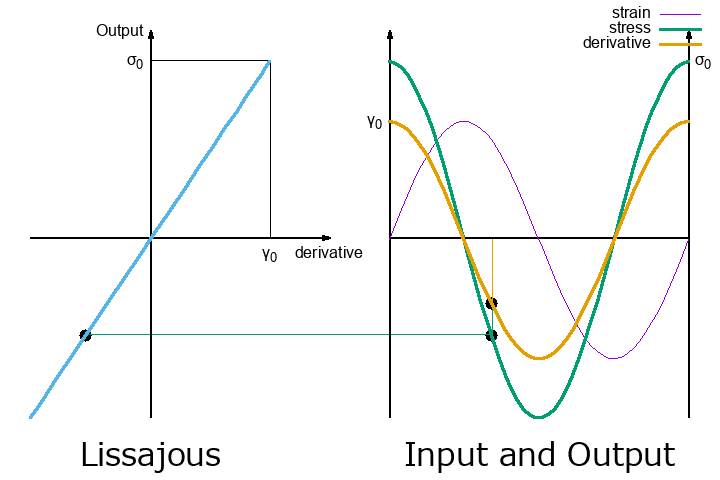 Output
σ0
γ0
derivative
Lissajous
strain
stress
derivative
γ0
σ0
Input and Output